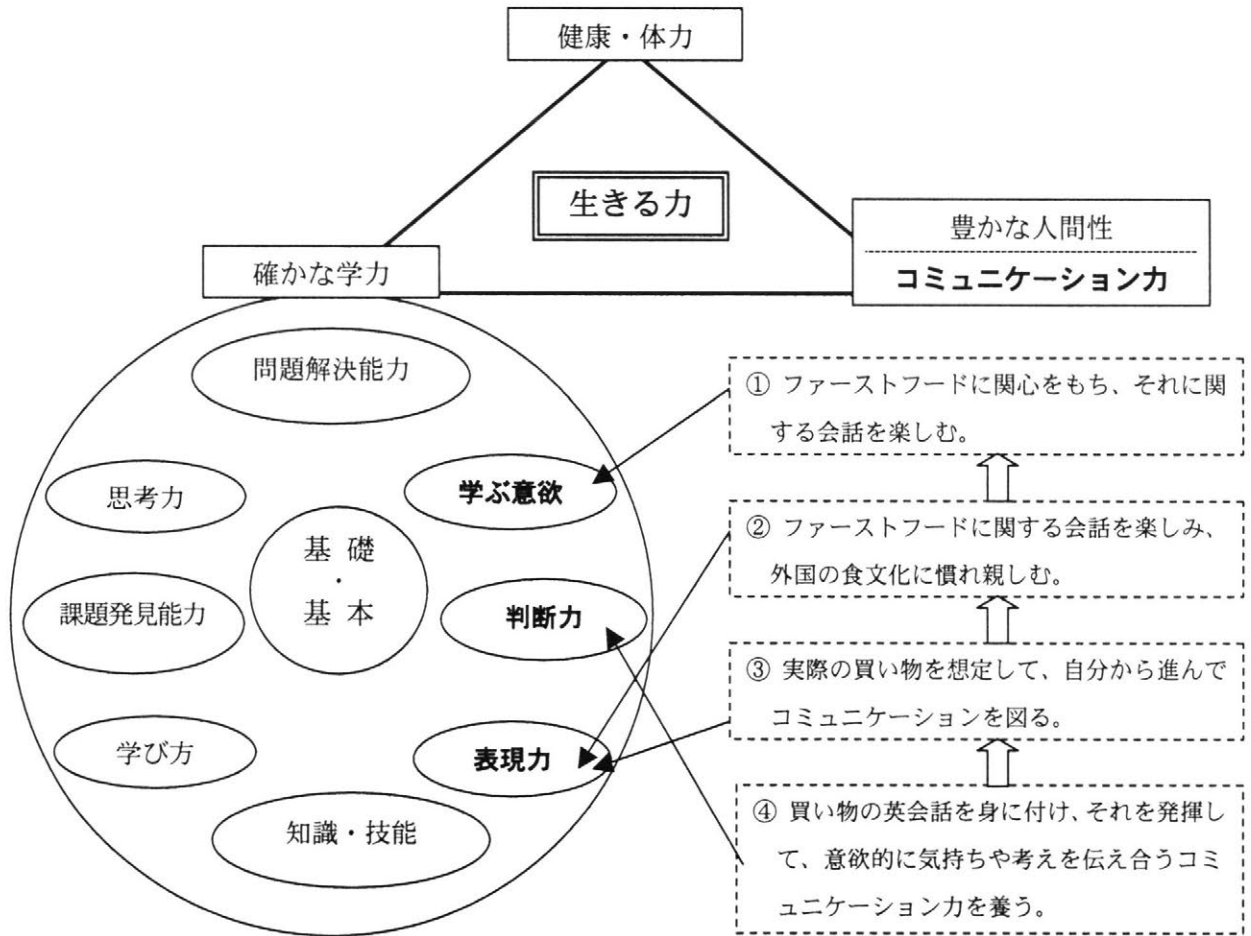 健康・体力
生きる力
豊かな人間性
コミュニケーション力
確かな学力
問題解決能力
学ぶ意欲
思考力
基 礎
・
基 本
判断力
課題発見能力
学び方
表現力
知識・技能
① ファーストフードに関心をもち、それに関
する会話を楽しむ。
② ファーストフードに関する会話を楽しみ、
外国の食文化に慣れ親しむ。
③ 実際の買い物を想定して、自分から進んで
コミュニケーションを図る。
④ 買い物の英会話を身に付け、それを発揮し
て、意欲的に気持ちや考えを伝え合うコミ
ュニケーション力を養う。